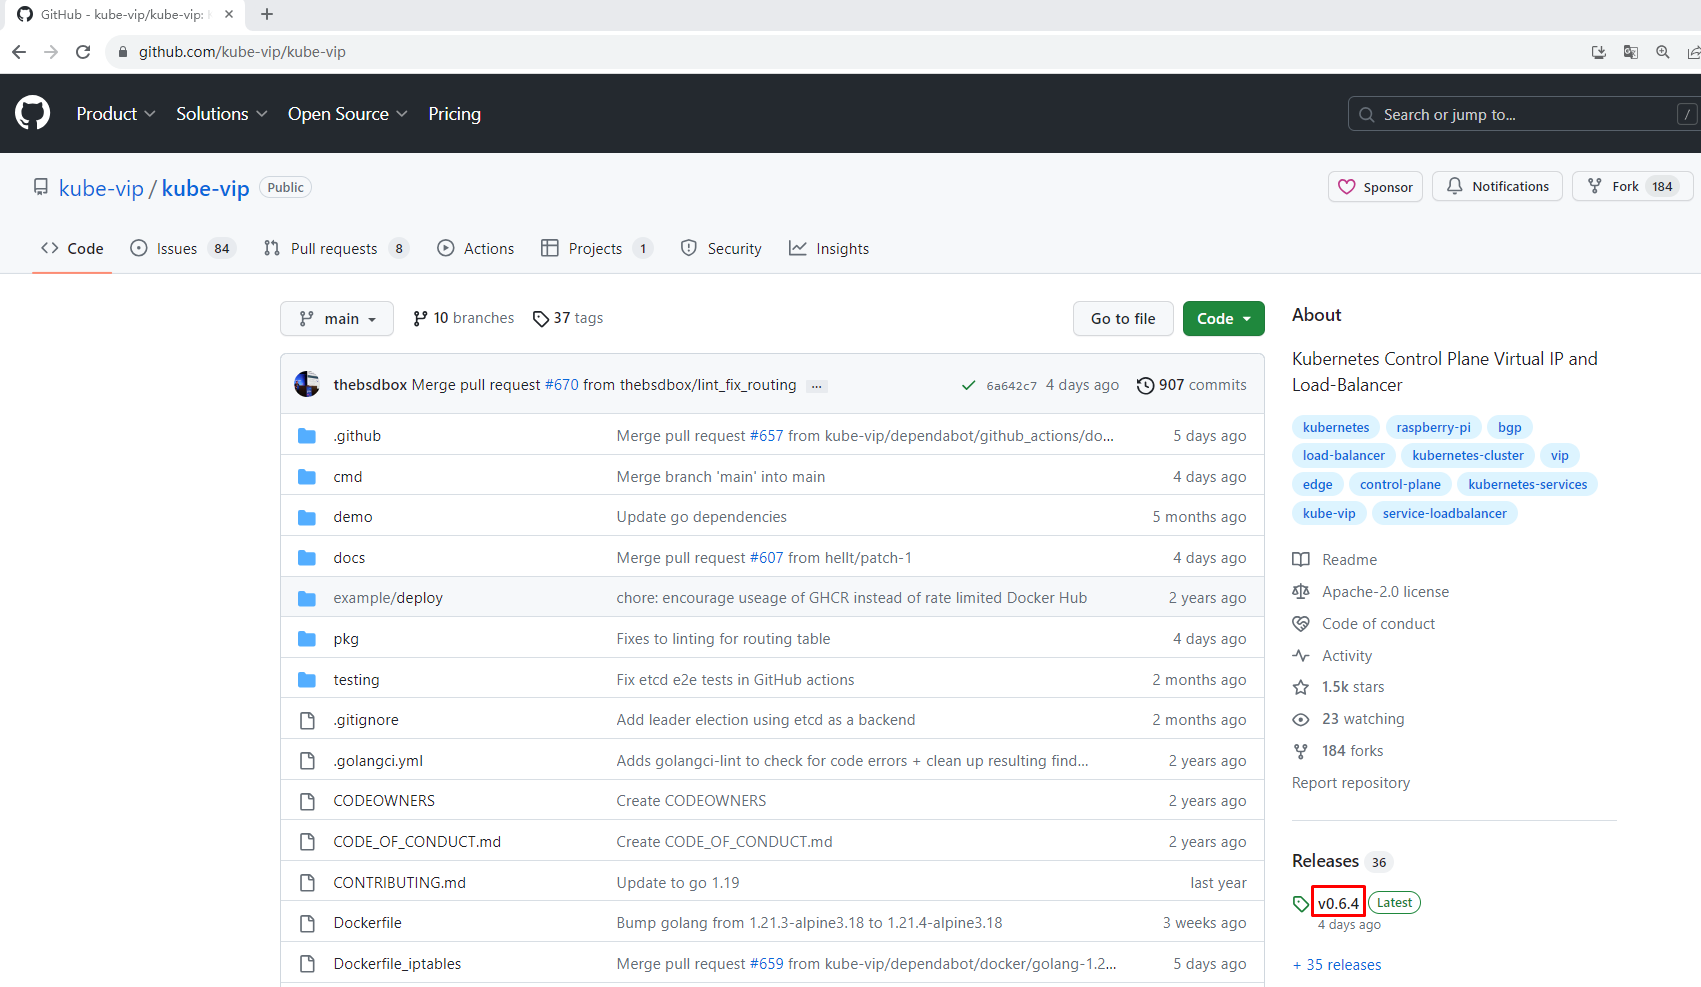 GitHub - kube-vip/kube-vip:
github.com/kube-vip/kube-vip
Product Solutions Open Source Pricing
Search or jump to... /
kube-vip / kube-vip Public
Sponsor Notifications Fork 184
Code Issues 84 Pull requests 8 Actions Projects 1 Security Insights
main 10 branches 37 tags Go to file Code
thebsdbox Merge pull request #670 from thebsdbox/lint_fix_routing ... 6a642c7 4 days ago 907 commits
.github Merge pull request #657 from kube-vip/dependabot/github_actions/do... 5 days ago
cmd Merge branch 'main' into main 4 days ago
demo Update go dependencies 5 months ago
docs Merge pull request #607 from hellt/patch-1 4 days ago
example/deploy chore: encourage useage of GHCR instead of rate limited Docker Hub 2 years ago
pkg Fixes to linting for routing table 4 days ago
testing Fix etcd e2e tests in GitHub actions 2 months ago
.gitignore Add leader election using etcd as a backend 2 months ago
.golangci.yml Adds golangci-lint to check for code errors + clean up resulting find... 2 years ago
CODEOWNERS Create CODEOWNERS 2 years ago
CODE_OF_CONDUCT.md Create CODE_OF_CONDUCT.md 2 years ago
CONTRIBUTING.md Update to go 1.19 last year
Dockerfile Bump golang from 1.21.3-alpine3.18 to 1.21.4-alpine3.18 3 weeks ago
Dockerfile_iptables Merge pull request #659 from kube-vip/dependabot/docker/golang-1.2... 5 days ago
About
Kubernetes Control Plane Virtual IP and
Load-Balancer
kubernetes raspberry-pi bgp
load-balancer kubernetes-cluster vip
edge control-plane kubernetes-services
kube-vip service-loadbalancer
Readme
Apache-2.0 license
Code of conduct
Activity
1.5k stars
23 watching
184 forks
Report repository
Releases 36
v0.6.4 Latest
4 days ago
+ 35 releases